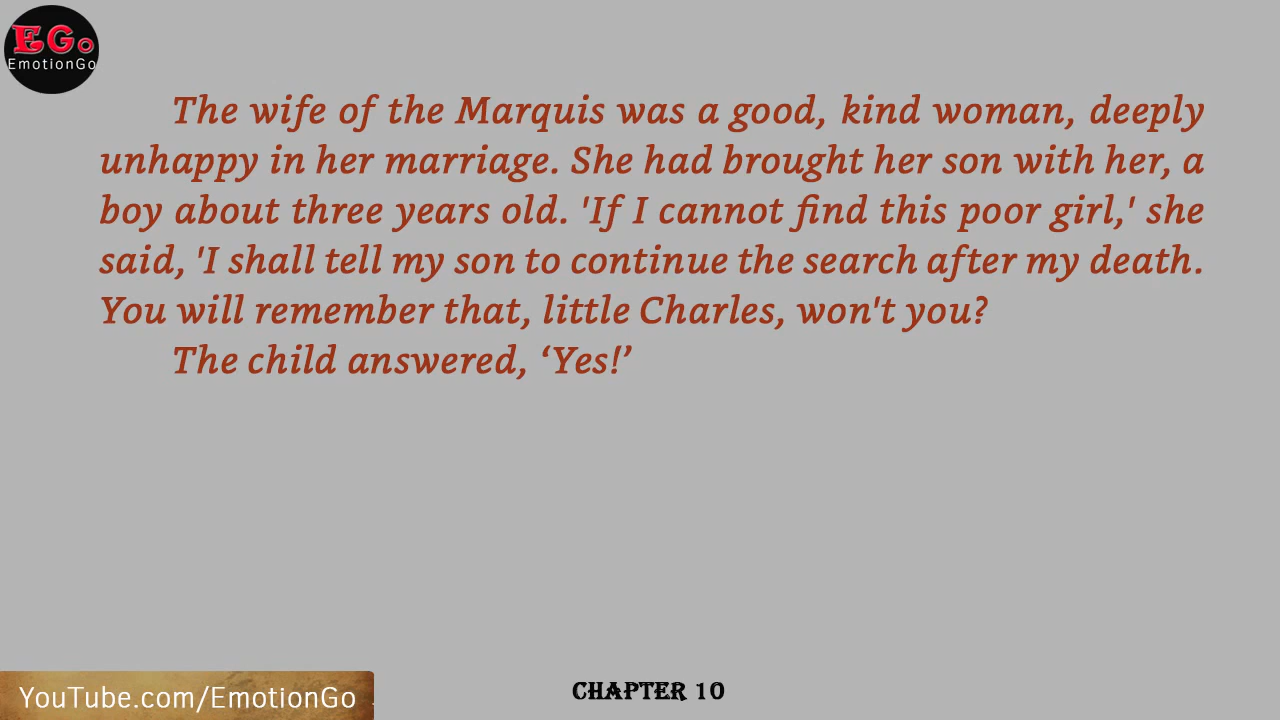 EGo
EmotionGo
The wife of the Marquis was a good, kind woman, deeply
unhappy in her marriage. She had brought her son with her, a
boy about three years old. 'If I cannot find this poor girl,' she
said, 'I shall tell my son to continue the search after my death.
You will remember that, little Charles, won't you?
The child answered, ‘Yes!’
YouTube.com/EmotionGo
CHAPTER 10